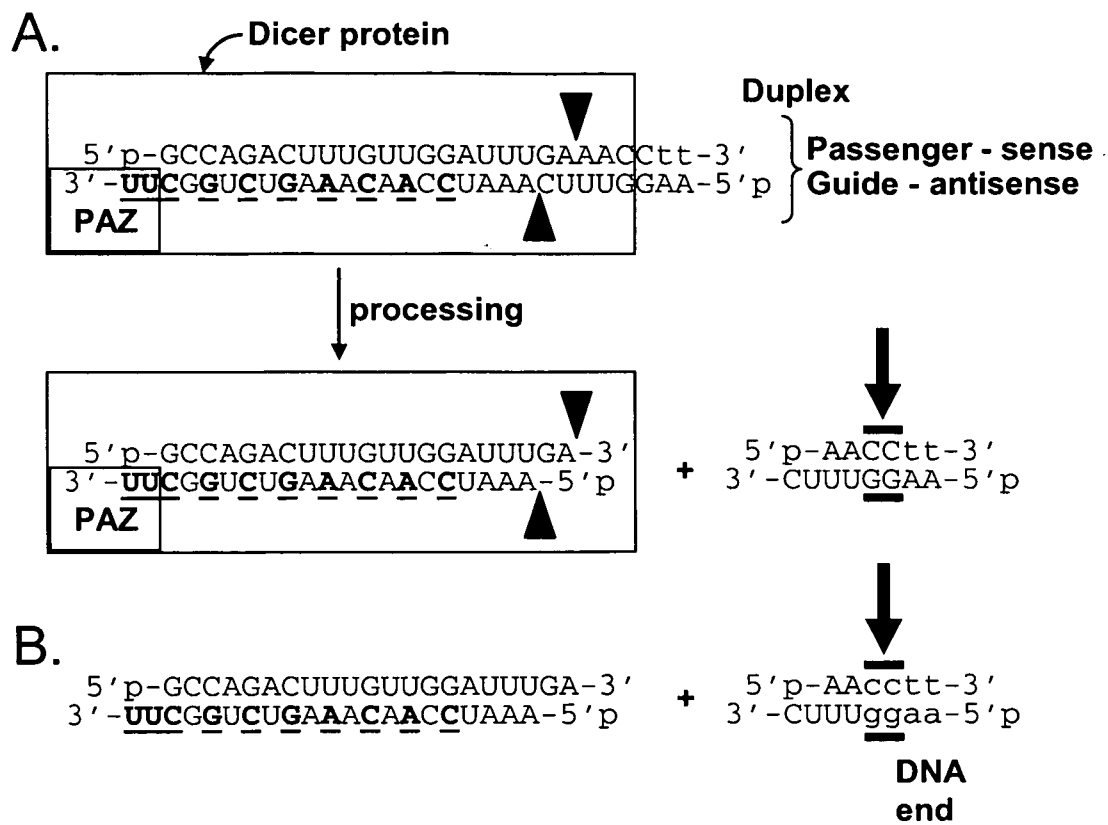 A.
Dicer protein
Duplex
5'p-GCCAGACUUUGUUGGAUUUGAAACCtt-3'
3'-UUCGGUCUGAAACAACCUAAACUUUGGAA-5'p
Passenger - sense
Guide - antisense
PAZ
processing
5'p-GCCAGACUUUGUUGGAUUUGA-3'
3'-UUCGGUCUGAAACAACCUAAA-5'p
PAZ
+
5'p-AACCtt-3'
3'-CUUUGGAA-5'p
B.
5'p-GCCAGACUUUGUUGGAUUUGA-3'
3'-UUCGGUCUGAAACAACCUAAA-5'p
+
5'p-AAcctt-3'
3'-CUUUggaa-5'p
DNA
end